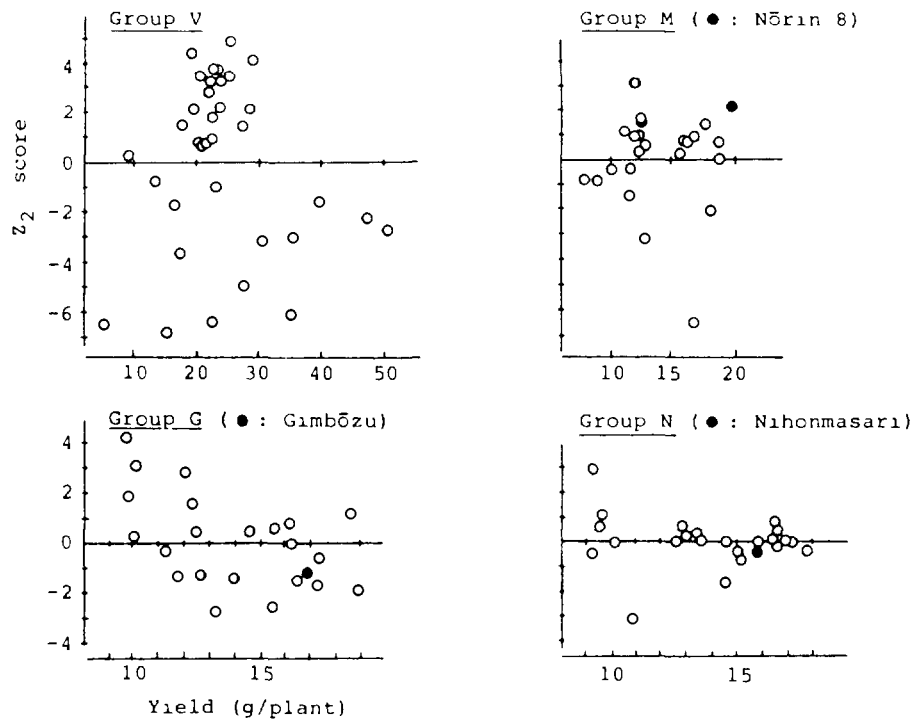 Group V
Group M (● : Nōrin 8)
4
2
0
-2
-4
-6
Z2 score
10 20 30 40 50
10 15 20
Group G (● : Gimbōzu)
Group N (● : Nihonmasari)
4
2
0
-2
-4
10 15
10 15
Yield (g/plant)